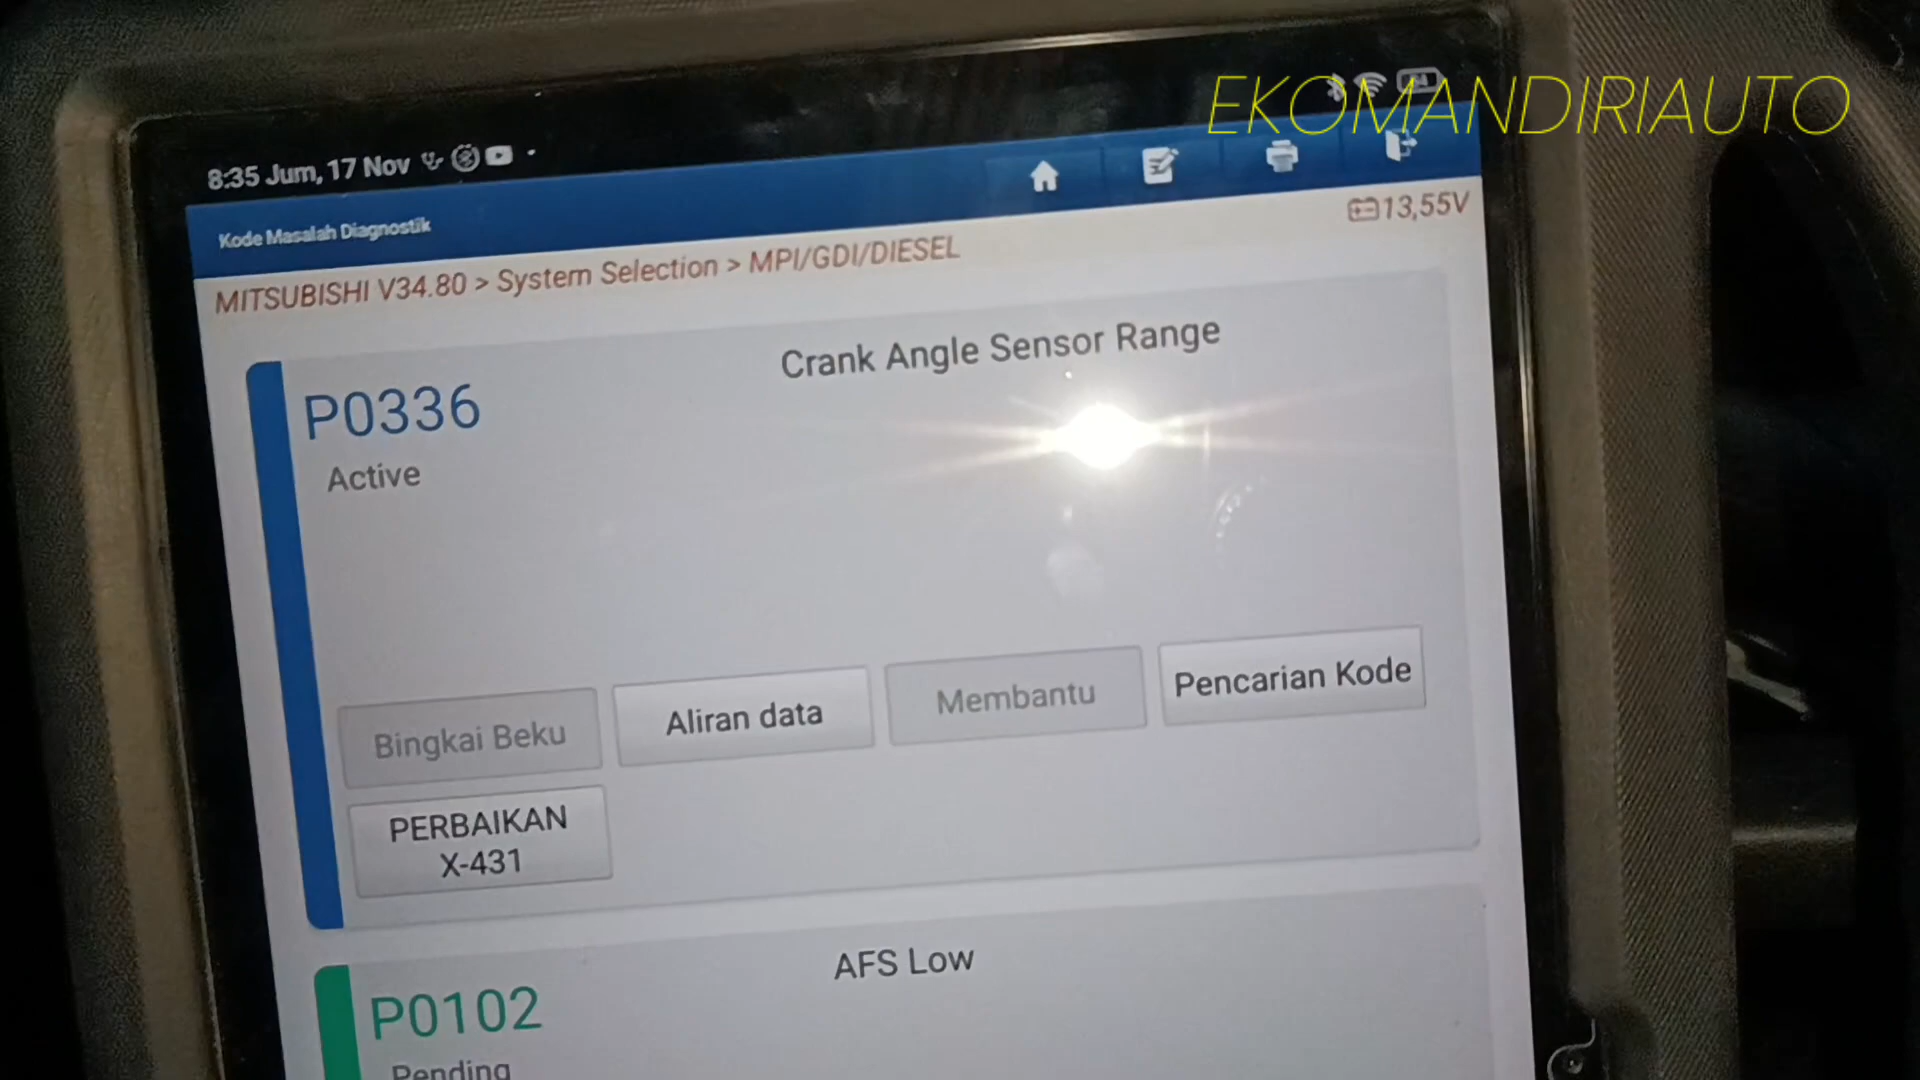 EKOMANDIRIAUTO
8:35 Jum, 17 Nov
Kode Masalah Diagnostik
13,55V
MITSUBISHI V34.80 > System Selection > MPI/GDI/DIESEL
Crank Angle Sensor Range
P0336
Active
Bingkai Beku
Aliran data
Membantu
Pencarian Kode
PERBAIKAN
X-431
AFS Low
P0102
Pending